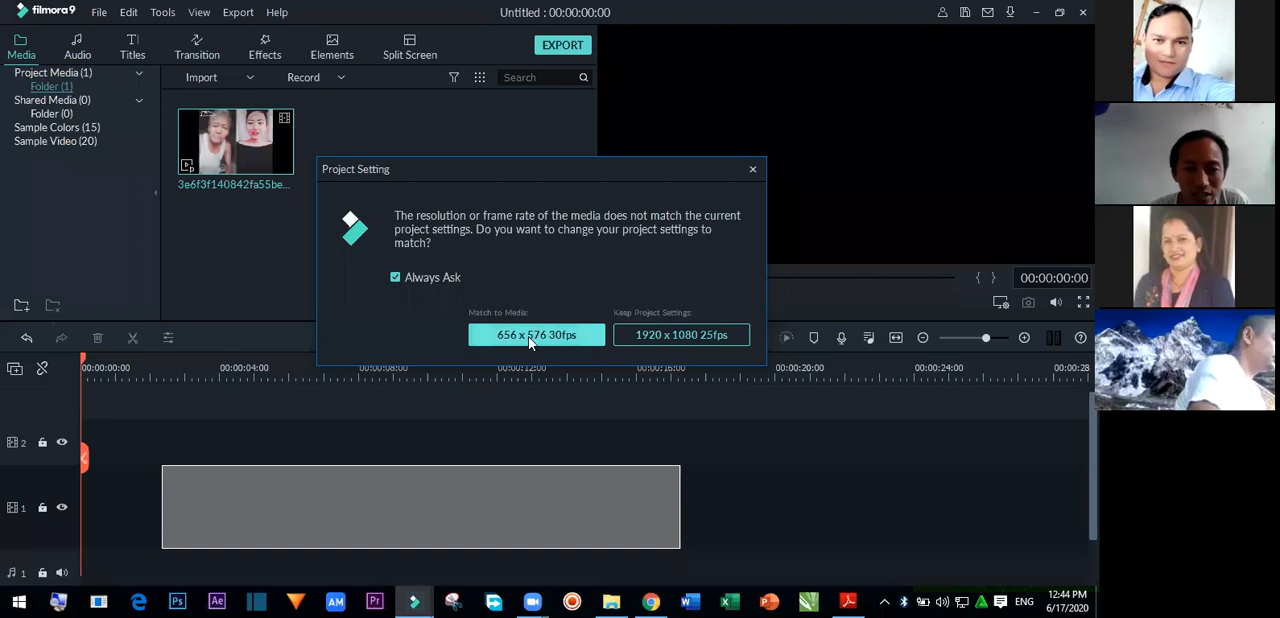 filmora9 File Edit Tools View Export Help Untitled : 00:00:00:00
Media Audio Titles Transition Effects Elements Split Screen EXPORT
Project Media (1)
Folder (1)
Shared Media (0)
Folder (0)
Sample Colors (15)
Sample Video (20)
Import Record Search
3e6f3f140842fa55be...
Project Setting
The resolution or frame rate of the media does not match the current
project settings. Do you want to change your project settings to
match?
Always Ask
Match to Media: Keep Project Settings:
656 x 576 30fps 1920 x 1080 25fps
{ } 00:00:00:00
00:00:00:00 00:00:04:00 00:00:08:00 00:00:12:00 00:00:16:00 00:00:20:00 00:00:24:00 00:00:28
2
1
1
Ps Ae AM Pr ENG 12:44 PM
6/17/2020